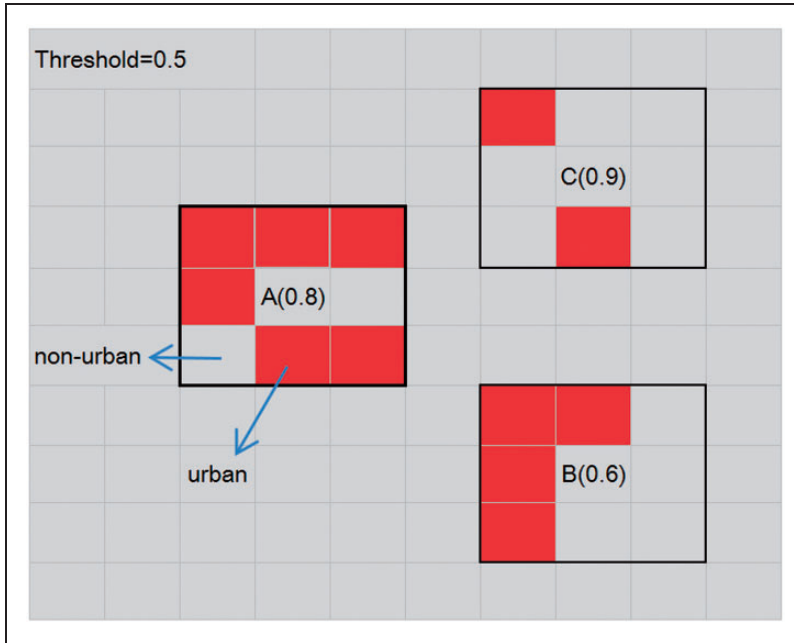 Threshold=0.5
C(0.9)
A(0.8)
non-urban
urban
B(0.6)